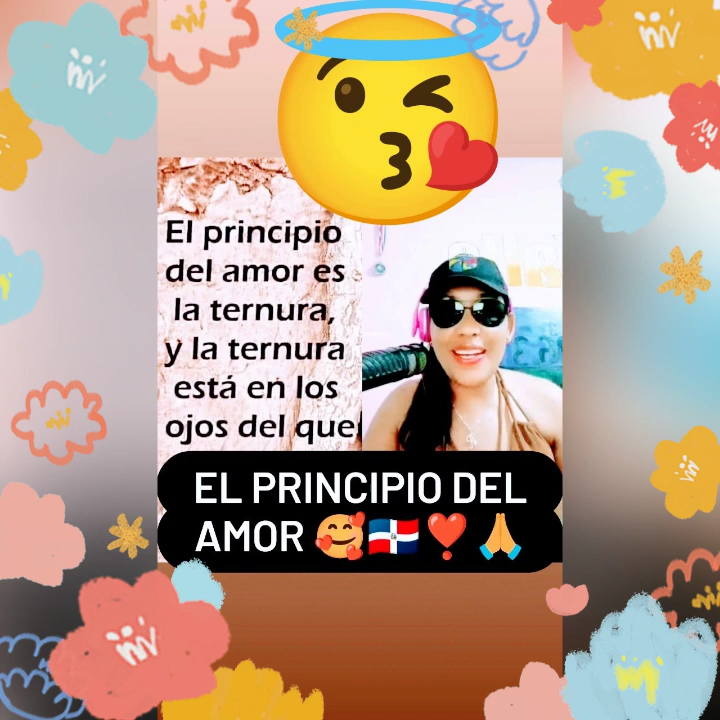 El principio
del amor es
la ternura,
y la ternura
está en los
ojos del que
EL PRINCIPIO DEL
AMOR 🥰🇩🇴❣️🙏